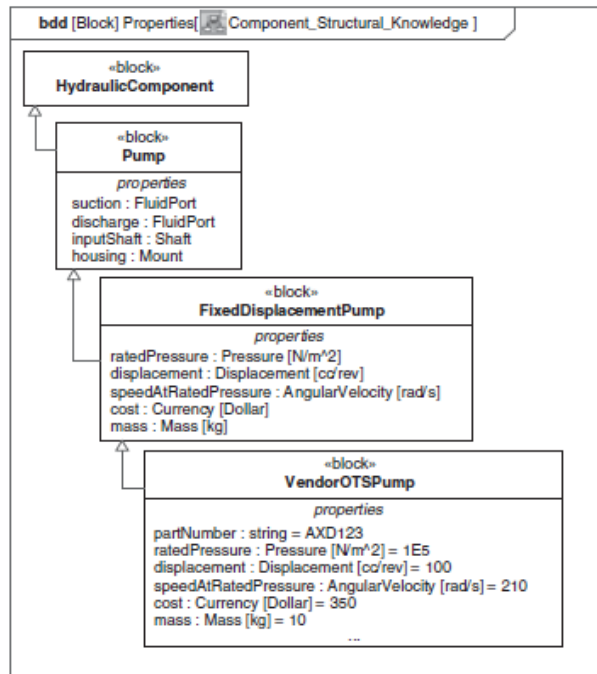 bdd [Block] Properties[ Component_Structural_Knowledge ]
«block»
HydraulicComponent
«block»
Pump
properties
suction : FluidPort
discharge : FluidPort
inputShaft : Shaft
housing : Mount
«block»
FixedDisplacementPump
properties
ratedPressure : Pressure [N/m^2]
displacement : Displacement [cc/rev]
speedAtRatedPressure : AngularVelocity [rad/s]
cost : Currency [Dollar]
mass : Mass [kg]
«block»
VendorOTSPump
properties
partNumber : string = AXD123
ratedPressure : Pressure [N/m^2] = 1E5
displacement : Displacement [cc/rev] = 100
speedAtRatedPressure : AngularVelocity [rad/s] = 210
cost : Currency [Dollar] = 350
mass : Mass [kg] = 10
...